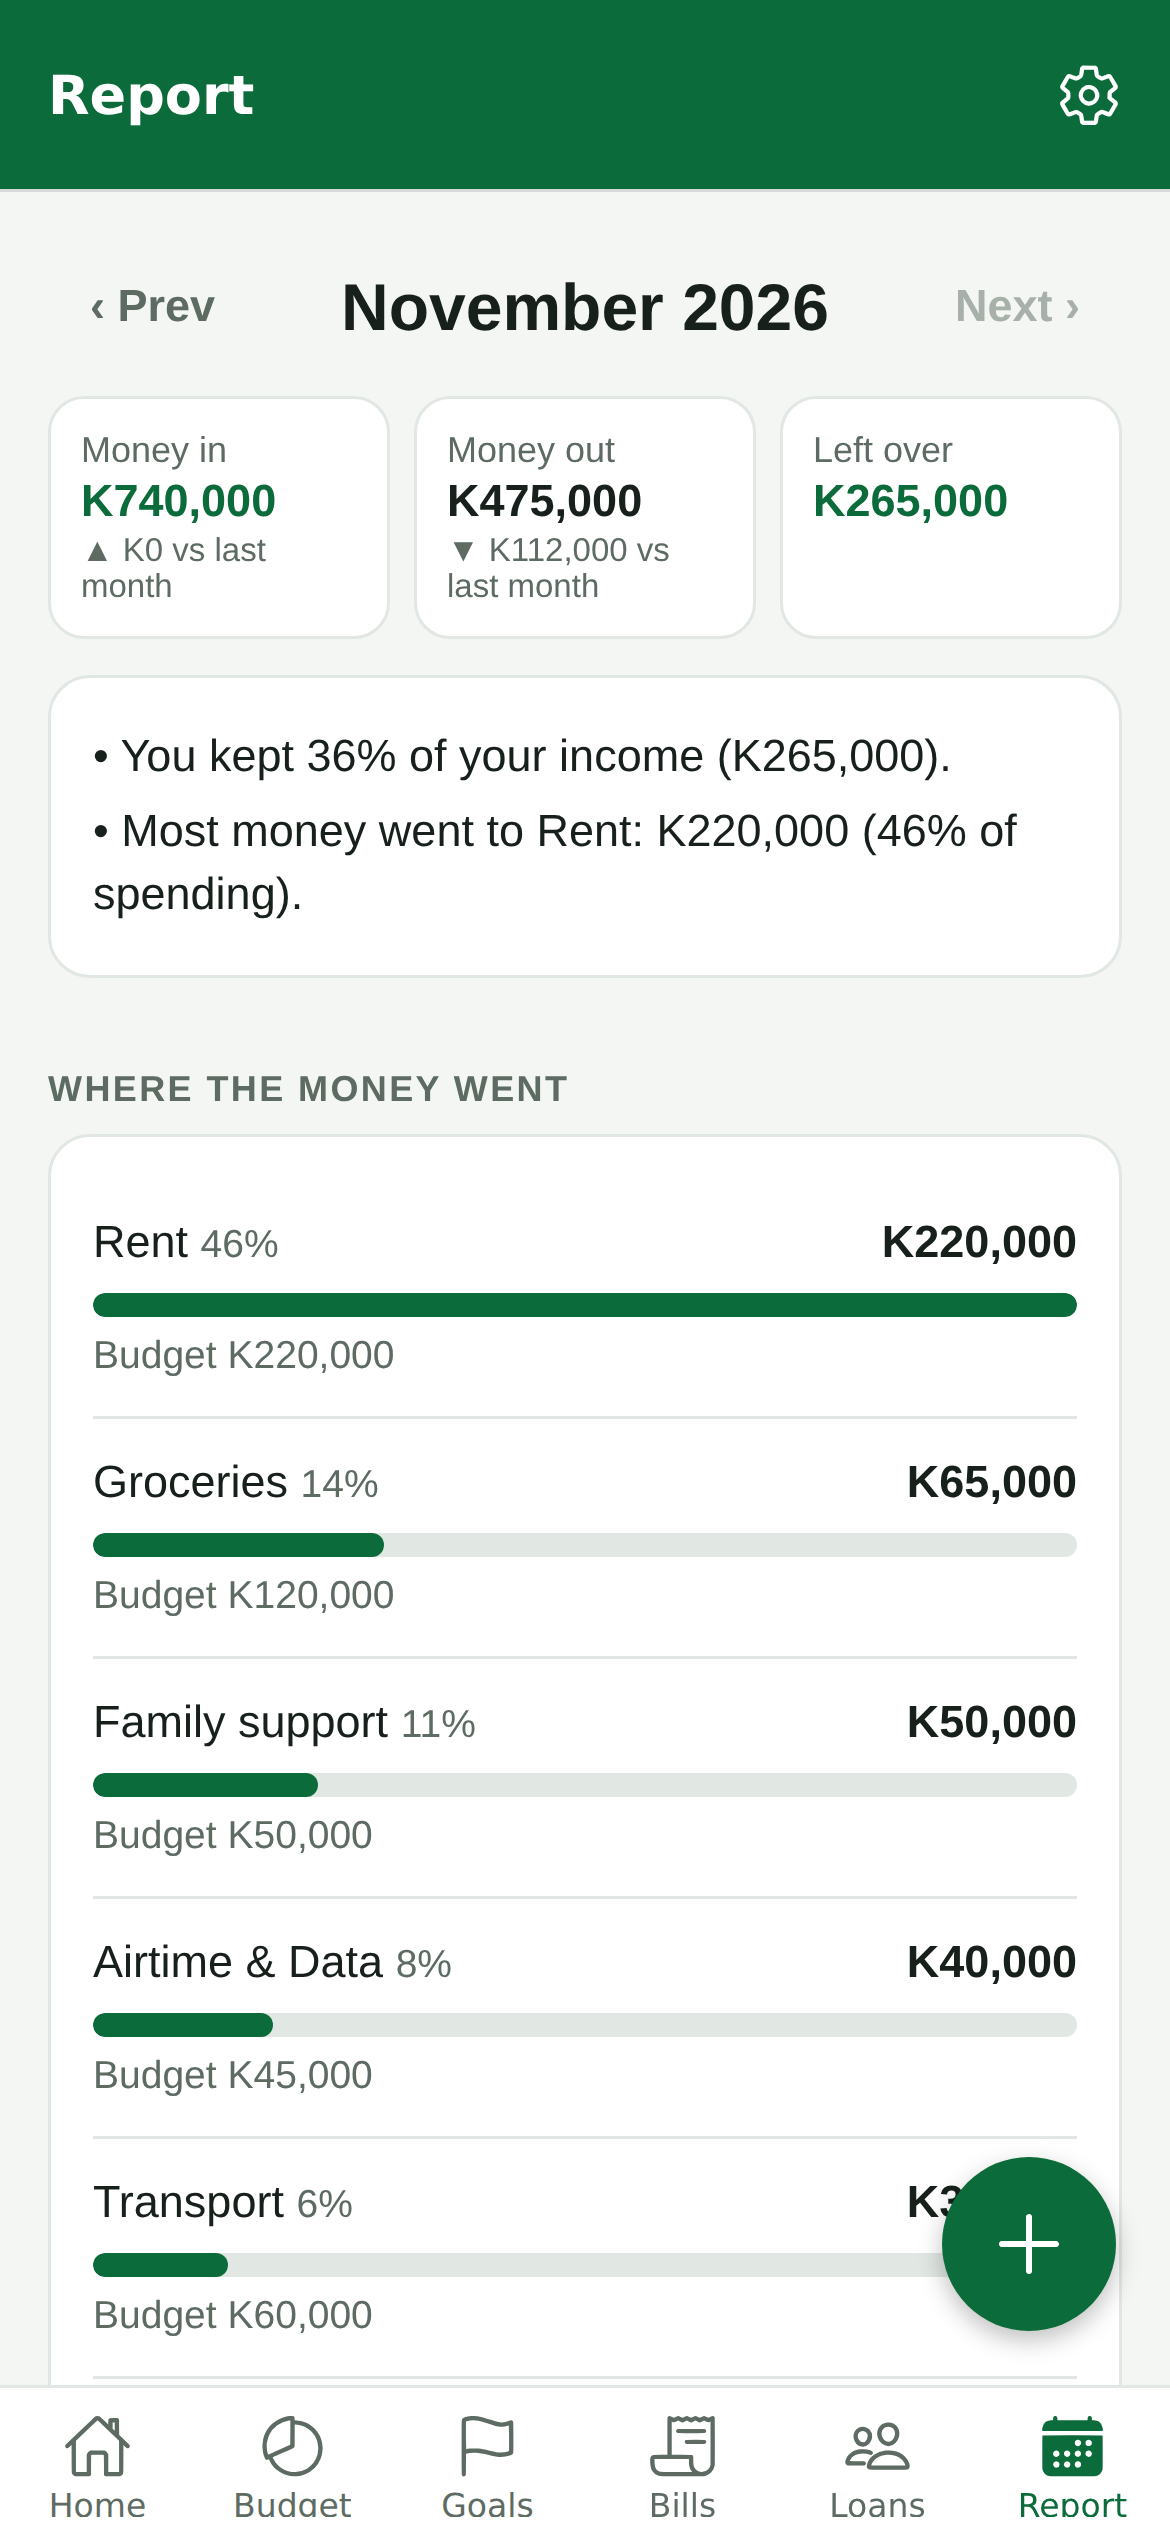 Report
‹ Prev
November 2026
Next ›
Money in
K740,000
▲ K0 vs last
month
Money out
K475,000
▼ K112,000 vs
last month
Left over
K265,000
• You kept 36% of your income (K265,000).
• Most money went to Rent: K220,000 (46% of
spending).
WHERE THE MONEY WENT
Rent 46%
K220,000
Budget K220,000
Groceries 14%
K65,000
Budget K120,000
Family support 11%
K50,000
Budget K50,000
Airtime & Data 8%
K40,000
Budget K45,000
Transport 6%
Budget K60,000
Home
Budget
Goals
Bills
Loans
Report